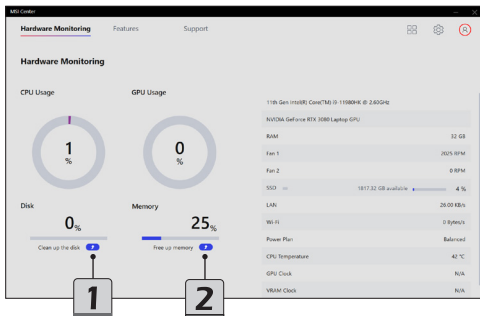 MSI Center
Hardware Monitoring
Features
Support
Hardware Monitoring
CPU Usage
GPU Usage
1
%
0
%
Disk
Memory
0%
25%
Clean up the disk
Free up memory
1
2
11th Gen Intel(R) Core(TM) i9-11980HK @ 2.60GHz
NVIDIA GeForce RTX 3080 Laptop GPU
RAM 32 GB
Fan 1 2025 RPM
Fan 2 0 RPM
SSD 1817.32 GB available 4 %
LAN 28.00 KB/s
Wi-Fi 0 Bytes/s
Power Plan Balanced
CPU Temperature 42 °C
GPU Clock N/A
VRAM Clock N/A